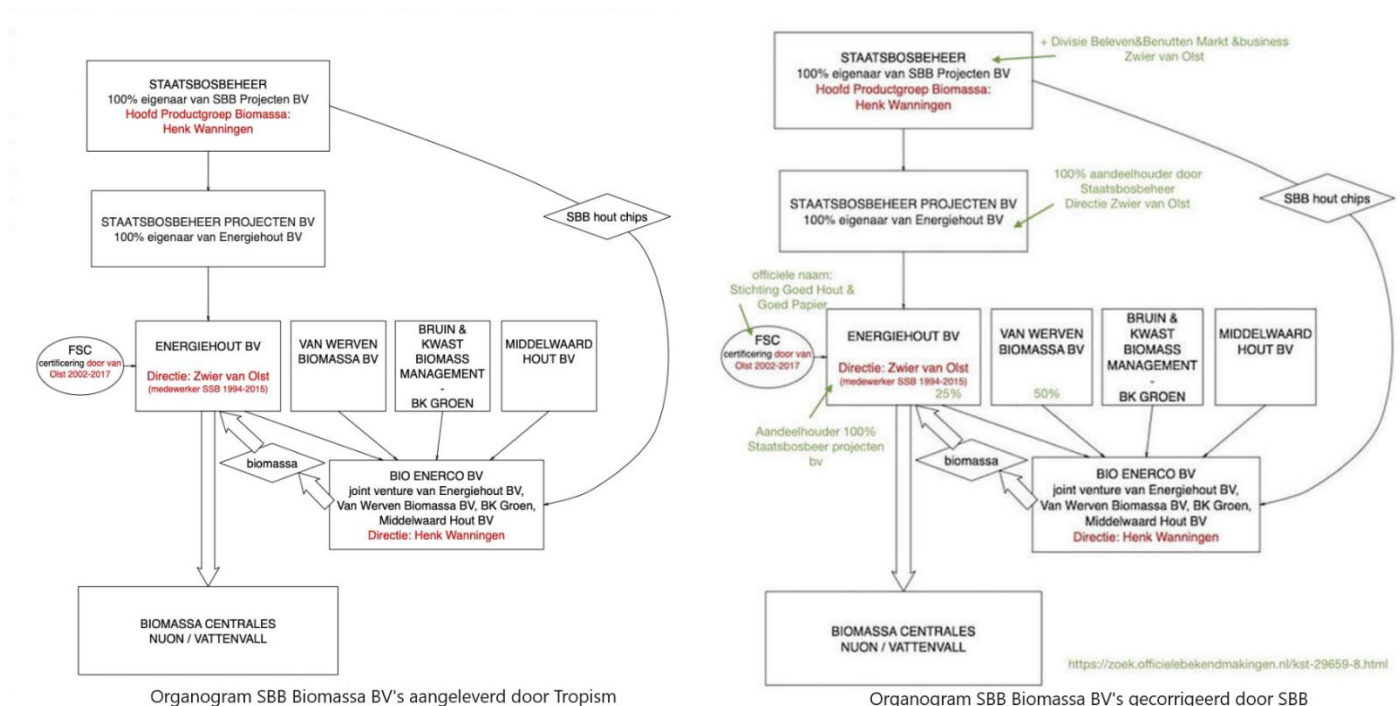 STAATSBOSBEHEER
100% eigenaar van SBB Projecten BV
Hoofd Productgroep Biomassa:
Henk Wanningen
STAATSBOSBEHEER PROJECTEN BV
100% eigenaar van Energiehout BV
SBB hout chips
FSC
certificering door van
Olst 2002-2017
ENERGIEHOUT BV
Directie: Zwier van Olst
(medewerker SSB 1994-2015)
VAN WERVEN
BIOMASSA BV
BRUIN &
KWAST
BIOMASS
MANAGEMENT
-
BK GROEN
MIDDELWAARD
HOUT BV
biomassa
BIO ENERCO BV
joint venture van Energiehout BV,
Van Werven Biomassa BV, BK Groen,
Middelwaard Hout BV
Directie: Henk Wanningen
BIOMASSA CENTRALES
NUON / VATTENVALL
Organogram SBB Biomassa BV's aangeleverd door Tropism
STAATSBOSBEHEER
100% eigenaar van SBB Projecten BV
Hoofd Productgroep Biomassa:
Henk Wanningen
+ Divisie Beleven&Benutten Markt &business
Zwier van Olst
STAATSBOSBEHEER PROJECTEN BV
100% eigenaar van Energiehout BV
100% aandeelhouder door
Staatsbosbeheer
Directie Zwier van Olst
SBB hout chips
officiele naam:
Stichting Goed Hout &
Goed Papier
FSC
certificering door van
Olst 2002-2017
ENERGIEHOUT BV
Directie: Zwier van Olst
(medewerker SSB 1994-2015)
25%
VAN WERVEN
BIOMASSA BV
50%
BRUIN &
KWAST
BIOMASS
MANAGEMENT
-
BK GROEN
MIDDELWAARD
HOUT BV
Aandeelhouder 100%
Staatsbosbeer projecten
bv
biomassa
BIO ENERCO BV
joint venture van Energiehout BV,
Van Werven Biomassa BV, BK Groen,
Middelwaard Hout BV
Directie: Henk Wanningen
BIOMASSA CENTRALES
NUON / VATTENVALL
https://zoek.officielebekendmakingen.nl/kst-29659-8.html
Organogram SBB Biomassa BV's gecorrigeerd door SBB